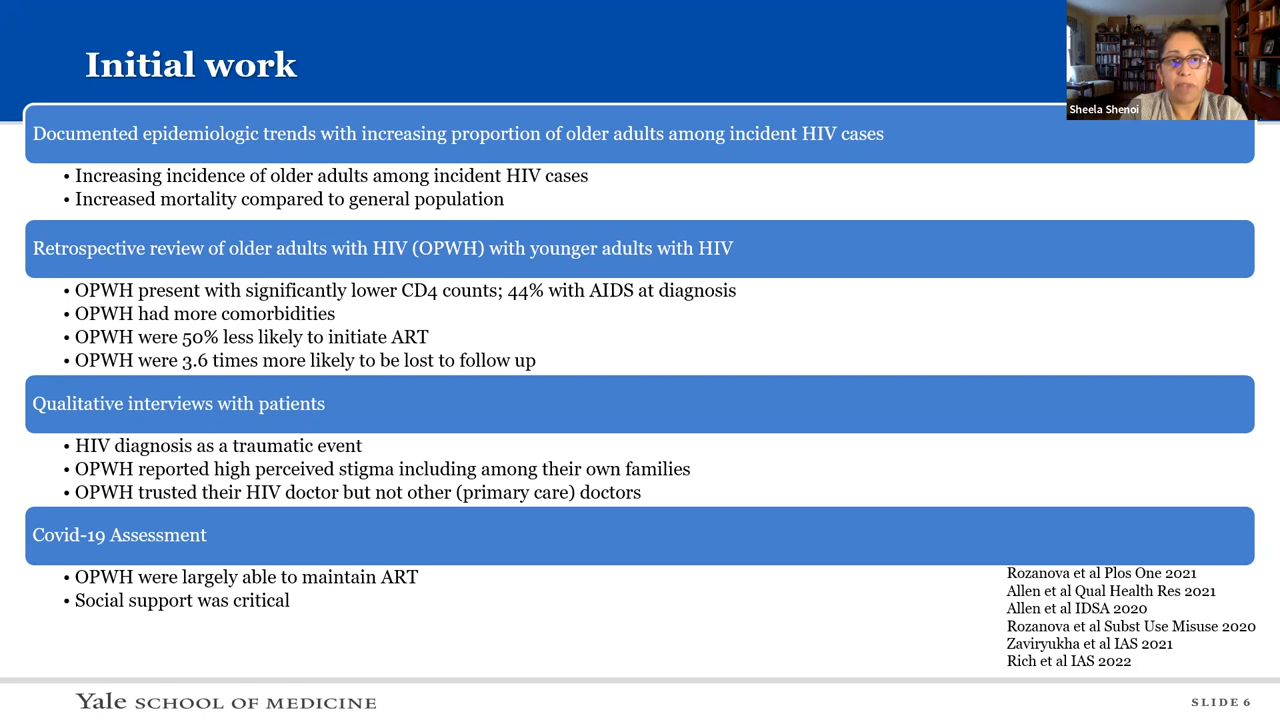 Initial work
Sheela Shenoi
Documented epidemiologic trends with increasing proportion of older adults among incident HIV cases
• Increasing incidence of older adults among incident HIV cases
• Increased mortality compared to general population
Retrospective review of older adults with HIV (OPWH) with younger adults with HIV
• OPWH present with significantly lower CD4 counts; 44% with AIDS at diagnosis
• OPWH had more comorbidities
• OPWH were 50% less likely to initiate ART
• OPWH were 3.6 times more likely to be lost to follow up
Qualitative interviews with patients
• HIV diagnosis as a traumatic event
• OPWH reported high perceived stigma including among their own families
• OPWH trusted their HIV doctor but not other (primary care) doctors
Covid-19 Assessment
• OPWH were largely able to maintain ART
• Social support was critical
Rozanova et al Plos One 2021
Allen et al Qual Health Res 2021
Allen et al IDSA 2020
Rozanova et al Subst Use Misuse 2020
Zaviryukha et al IAS 2021
Rich et al IAS 2022
Yale SCHOOL OF MEDICINE
SLIDE 6